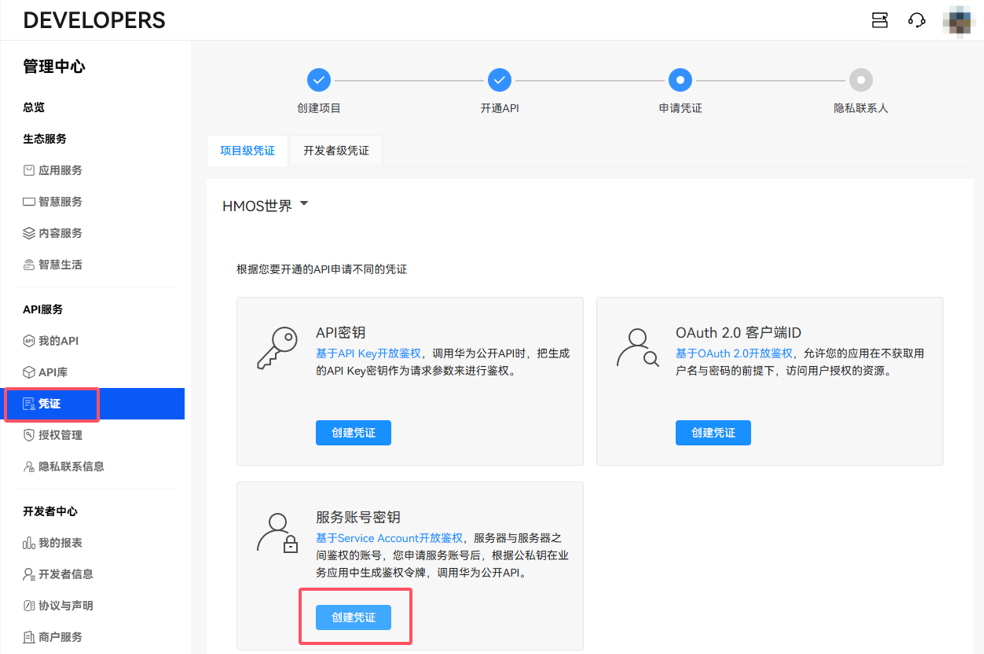 DEVELOPERS
管理中心
总览
生态服务
应用服务
智慧服务
内容服务
智慧生活
API服务
我的API
API库
凭证
授权管理
隐私联系信息
开发者中心
我的报表
开发者信息
协议与声明
商户服务
创建项目
开通API
申请凭证
隐私联系人
项目级凭证
开发者级凭证
HMOS世界
根据您要开通的API申请不同的凭证
API密钥
基于API Key开放鉴权，调用华为公开API时，把生成
的API Key密钥作为请求参数来进行鉴权。
创建凭证
OAuth 2.0 客户端ID
基于OAuth 2.0开放鉴权，允许您的应用在不获取用
户名与密码的前提下，访问用户授权的资源。
创建凭证
服务账号密钥
基于Service Account开放鉴权，服务器与服务器之
间鉴权的账号，您申请服务账号后，根据公私钥在业
务应用中生成鉴权令牌，调用华为公开API。
创建凭证